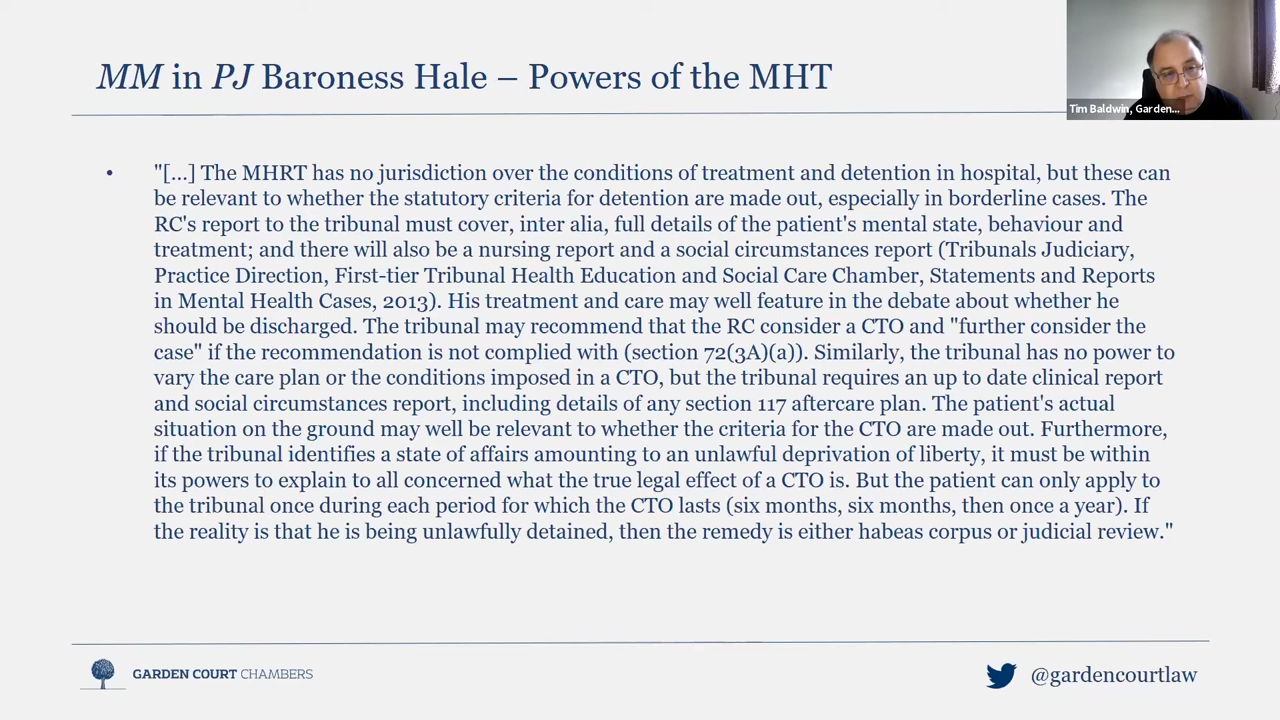 MM in PJ Baroness Hale – Powers of the MHT
Tim Baldwin, Garden...
• "[...] The MHRT has no jurisdiction over the conditions of treatment and detention in hospital, but these can
be relevant to whether the statutory criteria for detention are made out, especially in borderline cases. The
RC's report to the tribunal must cover, inter alia, full details of the patient's mental state, behaviour and
treatment; and there will also be a nursing report and a social circumstances report (Tribunals Judiciary,
Practice Direction, First-tier Tribunal Health Education and Social Care Chamber, Statements and Reports
in Mental Health Cases, 2013). His treatment and care may well feature in the debate about whether he
should be discharged. The tribunal may recommend that the RC consider a CTO and "further consider the
case" if the recommendation is not complied with (section 72(3A)(a)). Similarly, the tribunal has no power to
vary the care plan or the conditions imposed in a CTO, but the tribunal requires an up to date clinical report
and social circumstances report, including details of any section 117 aftercare plan. The patient's actual
situation on the ground may well be relevant to whether the criteria for the CTO are made out. Furthermore,
if the tribunal identifies a state of affairs amounting to an unlawful deprivation of liberty, it must be within
its powers to explain to all concerned what the true legal effect of a CTO is. But the patient can only apply to
the tribunal once during each period for which the CTO lasts (six months, six months, then once a year). If
the reality is that he is being unlawfully detained, then the remedy is either habeas corpus or judicial review."
GARDEN COURT CHAMBERS
@gardencourtlaw